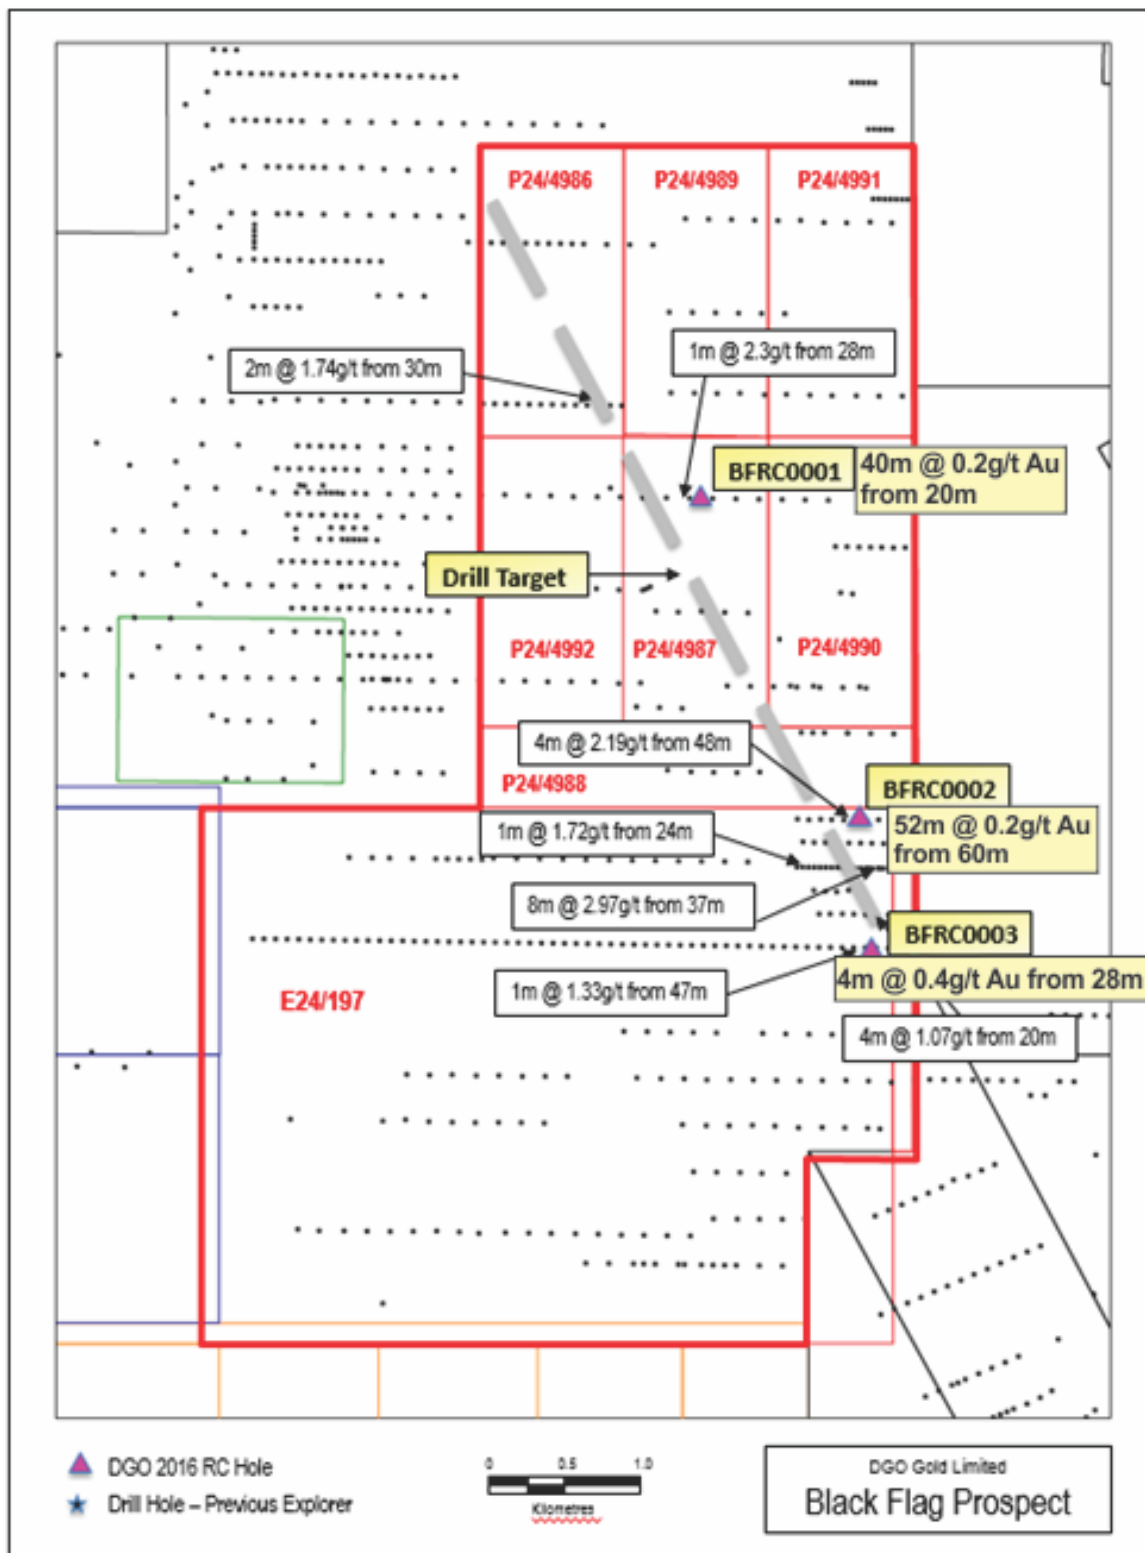 P24/4986
P24/4989
P24/4991
1m @ 2.3g/t from 28m
2m @ 1.74g/t from 30m
BFRC0001
40m @ 0.2g/t Au
from 20m
Drill Target
P24/4992
P24/4987
P24/4990
4m @ 2.19g/t from 48m
P24/4988
BFRC0002
1m @ 1.72g/t from 24m
52m @ 0.2g/t Au
from 60m
8m @ 2.97g/t from 37m
BFRC0003
E24/197
1m @ 1.33g/t from 47m
4m @ 0.4g/t Au from 28m
4m @ 1.07g/t from 20m
DGO 2016 RC Hole
Drill Hole – Previous Explorer
0 0.5 1.0
Kilometres
DGO Gold Limited
Black Flag Prospect